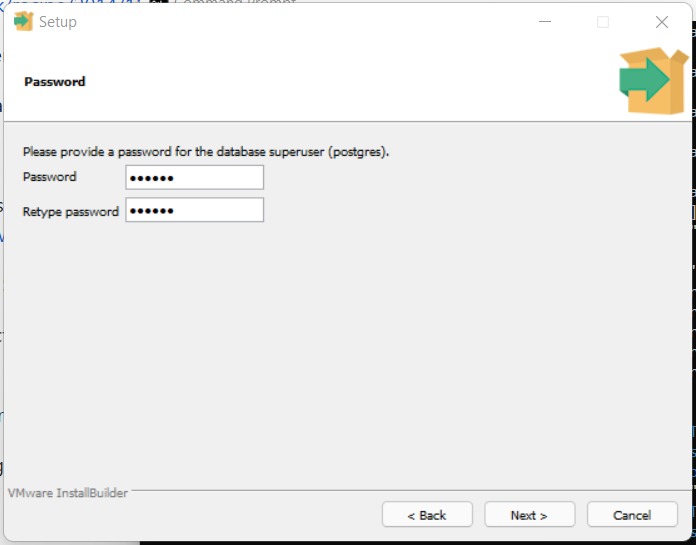 Setup
Password
Please provide a password for the database superuser (postgres).
Password ••••••
Retype password ••••••
VMware InstallBuilder
< Back Next > Cancel